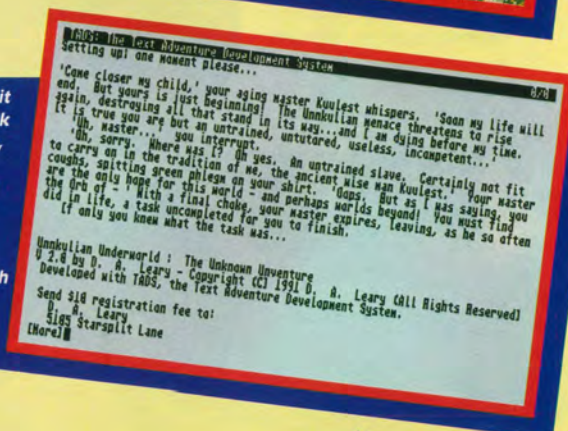 TADS: The Text Adventure Development System
0/0
Setting up: one moment please...
'Come closer my child,' your aging master Kuulest whispers. 'Soon my life will
end. But yours is just beginning! The Unnkulian menace threatens to rise
again, destroying all that stand in its way...and I am dying before my time.
It is true you are but an untrained, untutored, useless, incompetent...'
'Uh, master...,' you interrupt.
'Oh, sorry. Where was I? Oh yes. An untrained slave. Certainly not fit
to carry on in the tradition of me, the ancient wise man Kuulest.' Your master
coughs, spitting green phlegm on your shirt. 'Oops. But as I was saying, you
are the only hope for this world - and perhaps worlds beyond! You must find
the Orb of -' With a final choke, your master expires, leaving, as he so often
did in life, a task uncompleted for you to finish.
If only you knew what the task was...
Unnkulian Underworld : The Unknown Unventure
V 2.0 by D. A. Leary - Copyright (C) 1991 D. A. Leary (All Rights Reserved)
Developed with TADS, the Text Adventure Development System.
Send $10 registration fee to:
D. A. Leary
Starsplit Lane
[More]
it
k
h